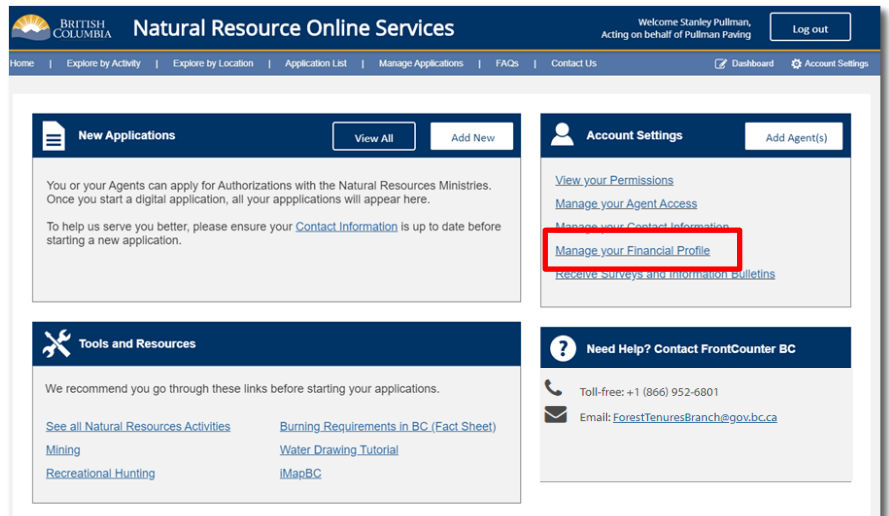 BRITISH
COLUMBIA
Natural Resource Online Services
Welcome Stanley Pullman,
Acting on behalf of Pullman Paving
Log out
Home | Explore by Activity | Explore by Location | Application List | Manage Applications | FAQs | Contact Us
Dashboard
Account Settings
New Applications
View All
Add New
You or your Agents can apply for Authorizations with the Natural Resources Ministries.
Once you start a digital application, all your appplications will appear here.
To help us serve you better, please ensure your Contact Information is up to date before
starting a new application.
Account Settings
Add Agent(s)
View your Permissions
Manage your Agent Access
Manage your Contact Information
Manage your Financial Profile
Receive Surveys and Information Bulletins
Tools and Resources
We recommend you go through these links before starting your applications.
See all Natural Resources Activities
Burning Requirements in BC (Fact Sheet)
Mining
Water Drawing Tutorial
Recreational Hunting
iMapBC
? Need Help? Contact FrontCounter BC
Toll-free: +1 (866) 952-6801
Email: ForestTenuresBranch@gov.bc.ca